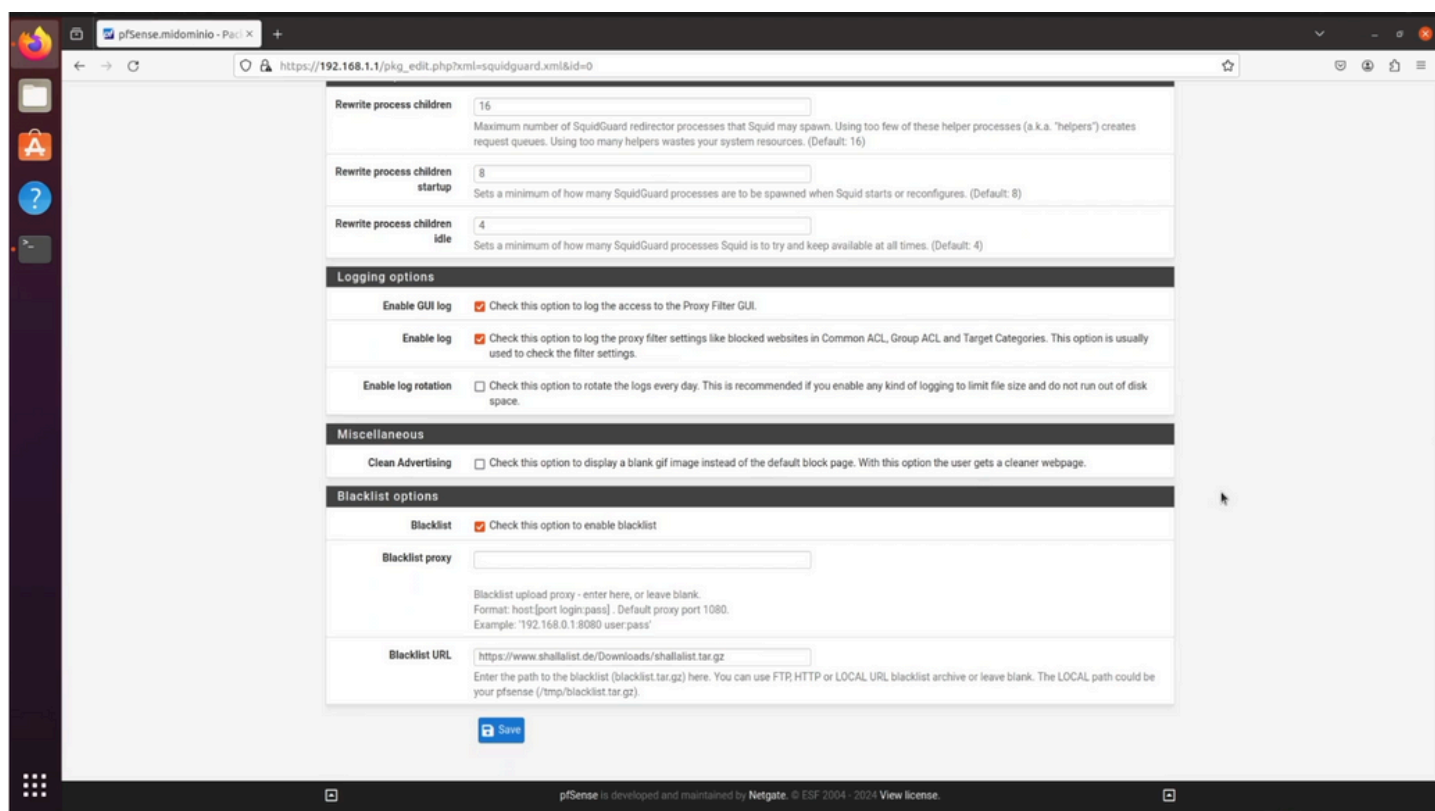 pfSense.midominio - Pac
https://192.168.1.1/pkg_edit.php?xml=squidguard.xml&id=0
Rewrite process children
16
Maximum number of SquidGuard redirector processes that Squid may spawn. Using too few of these helper processes (a.k.a. "helpers") creates
request queues. Using too many helpers wastes your system resources. (Default: 16)
Rewrite process children
startup
8
Sets a minimum of how many SquidGuard processes are to be spawned when Squid starts or reconfigures. (Default: 8)
Rewrite process children
idle
4
Sets a minimum of how many SquidGuard processes Squid is to try and keep available at all times. (Default: 4)
Logging options
Enable GUI log
Check this option to log the access to the Proxy Filter GUI.
Enable log
Check this option to log the proxy filter settings like blocked websites in Common ACL, Group ACL and Target Categories. This option is usually
used to check the filter settings.
Enable log rotation
Check this option to rotate the logs every day. This is recommended if you enable any kind of logging to limit file size and do not run out of disk
space.
Miscellaneous
Clean Advertising
Check this option to display a blank gif image instead of the default block page. With this option the user gets a cleaner webpage.
Blacklist options
Blacklist
Check this option to enable blacklist
Blacklist proxy
Blacklist upload proxy - enter here, or leave blank.
Format: host:[port login:pass] . Default proxy port 1080.
Example: '192.168.0.1:8080 user:pass'
Blacklist URL
https://www.shallalist.de/Downloads/shallalist.tar.gz
Enter the path to the blacklist (blacklist.tar.gz) here. You can use FTP, HTTP or LOCAL URL blacklist archive or leave blank. The LOCAL path could be
your pfsense (/tmp/blacklist.tar.gz).
Save
pfSense is developed and maintained by Netgate. © ESF 2004 - 2024 View license.